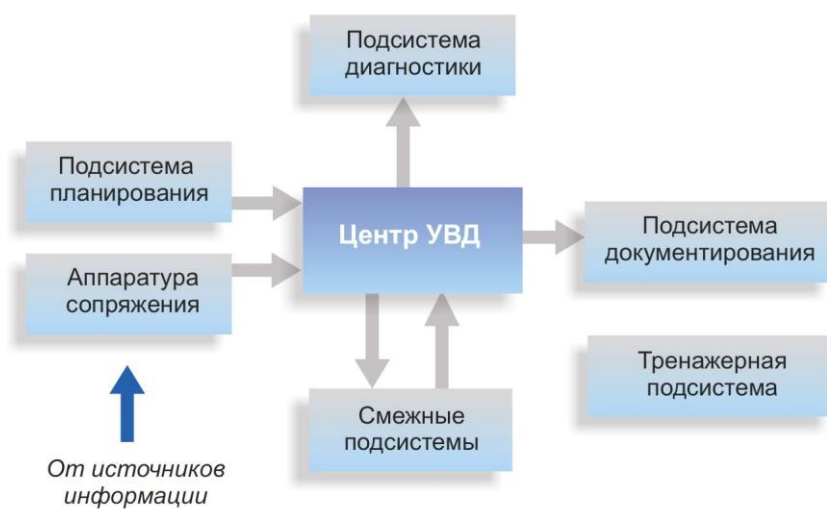 Подсистема
диагностики
Подсистема
планирования
Центр УВД
Подсистема
документирования
Аппаратура
сопряжения
Тренажерная
подсистема
Смежные
подсистемы
От источников
информации